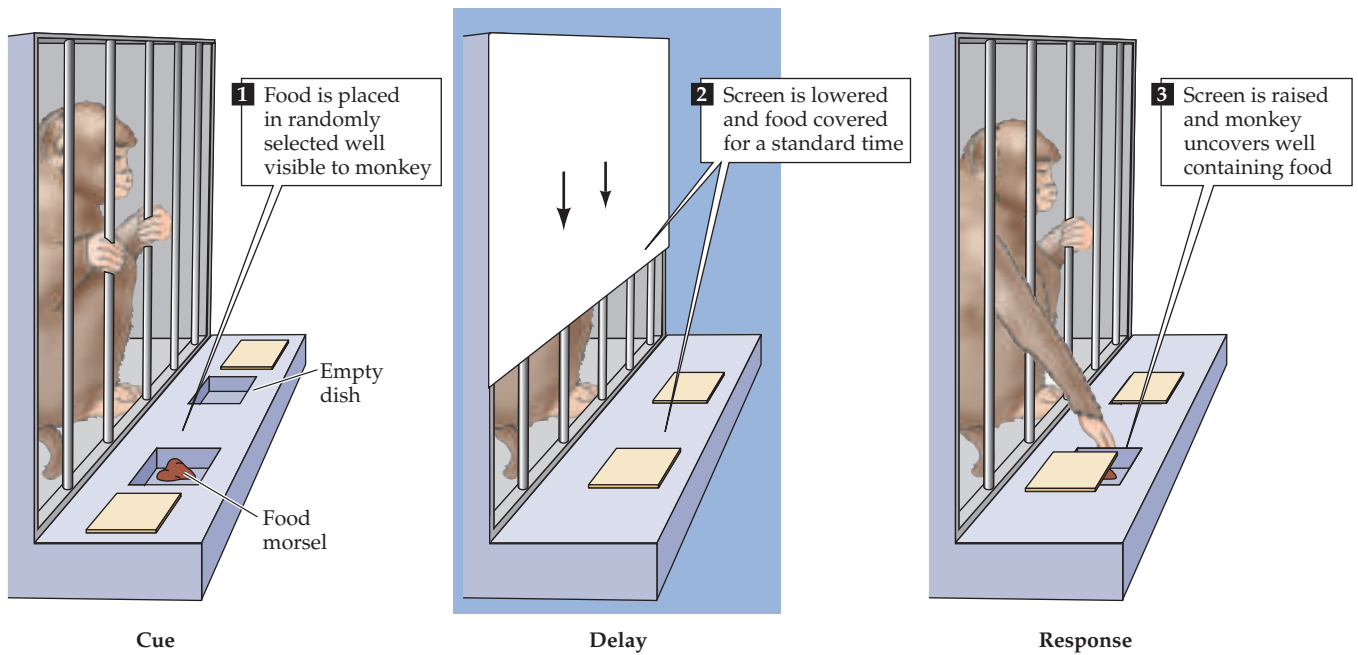 1 Food is placed
in randomly
selected well
visible to monkey
Empty
dish
Food
morsel
Cue
2 Screen is lowered
and food covered
for a standard time
Delay
3 Screen is raised
and monkey
uncovers well
containing food
Response